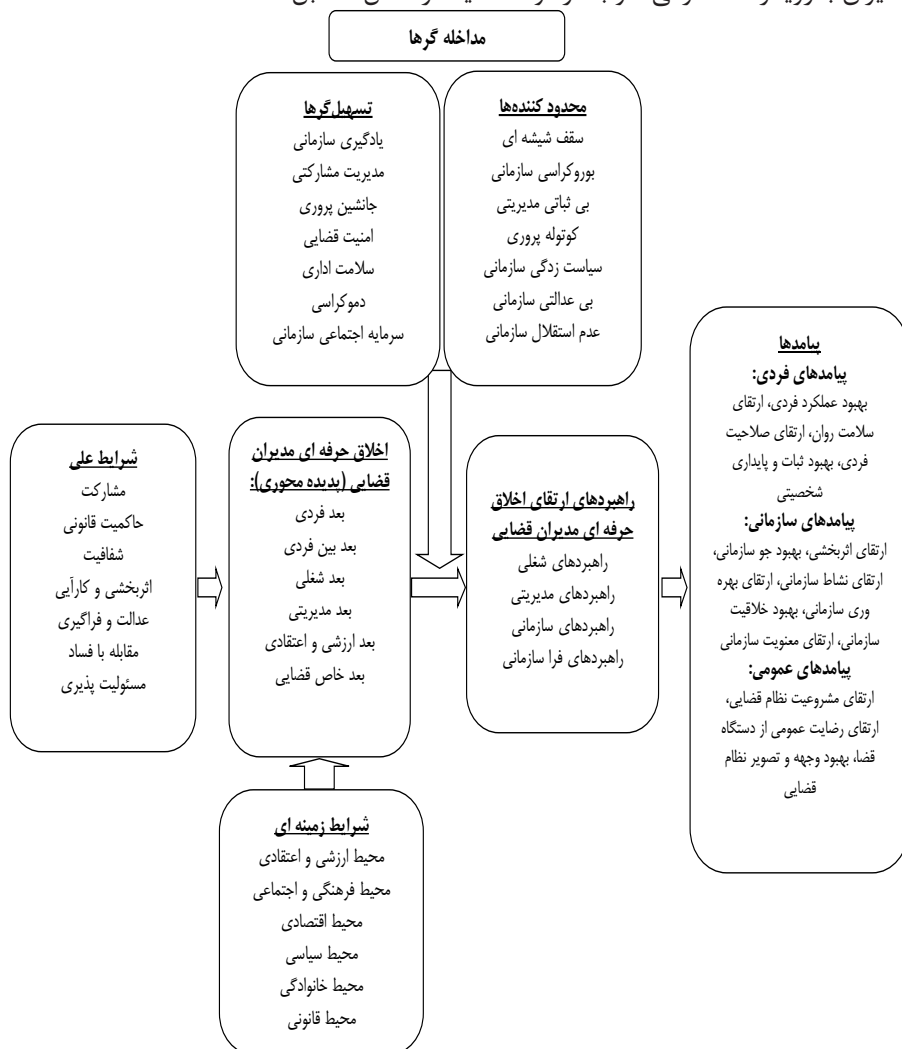 مداخله گرها
محدود کننده‌ها
سقف شیشه ای
بوروکراسی سازمانی
بی ثباتی مدیریتی
کوتوله پروری
سیاست زدگی سازمانی
بی عدالتی سازمانی
عدم استقلال سازمانی
تسهیل‌گرها
یادگیری سازمانی
مدیریت مشارکتی
جانشین پروری
امنیت قضایی
سلامت اداری
دموکراسی
سرمایه اجتماعی سازمانی
شرایط علی
مشارکت
حاکمیت قانونی
شفافیت
اثربخشی و کارآیی
عدالت و فراگیری
مقابله با فساد
مسئولیت پذیری
اخلاق حرفه ای مدیران
قضایی (پدیده محوری):
بعد فردی
بعد بین فردی
بعد شغلی
بعد مدیریتی
بعد ارزشی و اعتقادی
بعد خاص قضایی
راهبردهای ارتقای اخلاق
حرفه ای مدیران قضایی
راهبردهای شغلی
راهبردهای مدیریتی
راهبردهای سازمانی
راهبردهای فرا سازمانی
پیامدها
پیامدهای فردی:
بهبود عملکرد فردی، ارتقای
سلامت روان، ارتقای صلاحیت
فردی، بهبود ثبات و پایداری
شخصیتی
پیامدهای سازمانی:
ارتقای اثربخشی، بهبود جو سازمانی،
ارتقای نشاط سازمانی، ارتقای بهره
وری سازمانی، بهبود خلاقیت
سازمانی، ارتقای معنویت سازمانی
پیامدهای عمومی:
ارتقای مشروعیت نظام قضایی،
ارتقای رضایت عمومی از دستگاه
قضا، بهبود وجهه و تصویر نظام
قضایی
شرایط زمینه ای
محیط ارزشی و اعتقادی
محیط فرهنگی و اجتماعی
محیط اقتصادی
محیط سیاسی
محیط خانوادگی
محیط قانونی